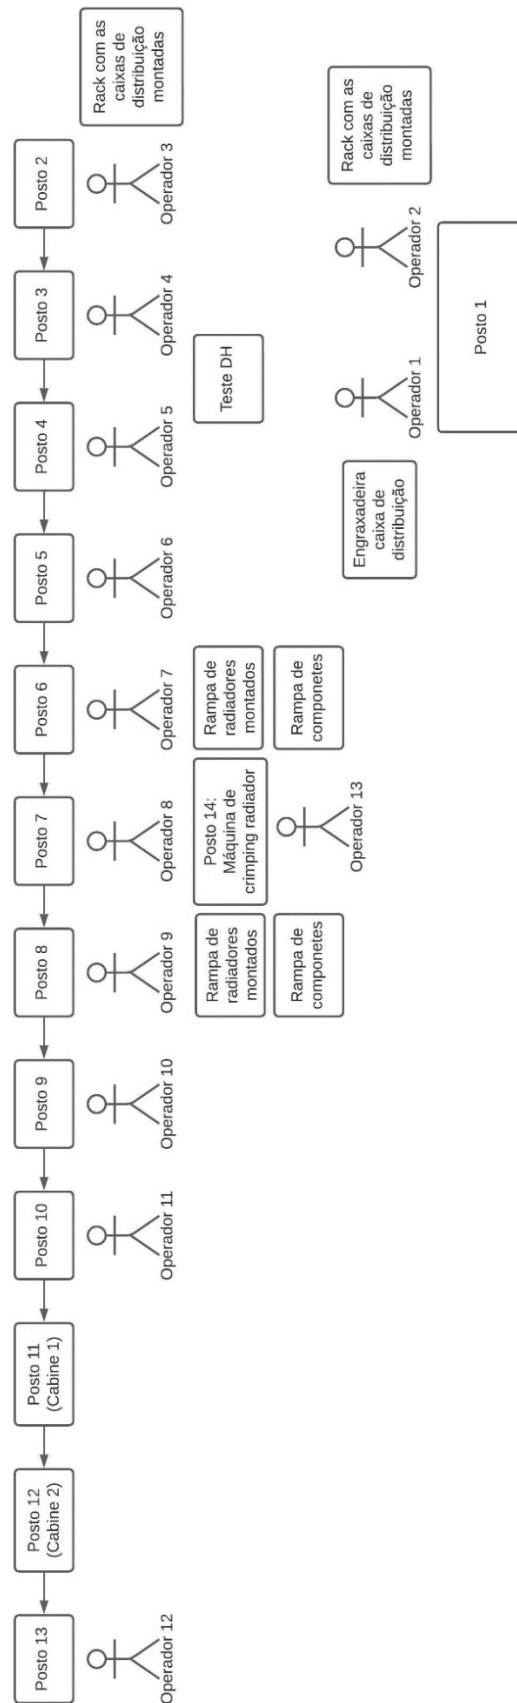 Posto 13
Posto 12
(Cabine 2)
Posto 11
(Cabine 1)
Posto 10
Posto 9
Posto 8
Posto 7
Posto 6
Posto 5
Posto 4
Posto 3
Posto 2
Operador 12
Operador 11
Operador 10
Operador 9
Operador 8
Operador 7
Operador 6
Operador 5
Operador 4
Operador 3
Rack com as
caixas de
distribuição
montadas
Rampa de
radiadores
montados
Posto 14:
Máquina de
crimping radiador
Rampa de
radiadores
montados
Teste DH
Rampa de
componetes
Operador 13
Rampa de
componetes
Engraxadeira
caixa de
distribuição
Operador 1
Operador 2
Rack com as
caixas de
distribuição
montadas
Posto 1